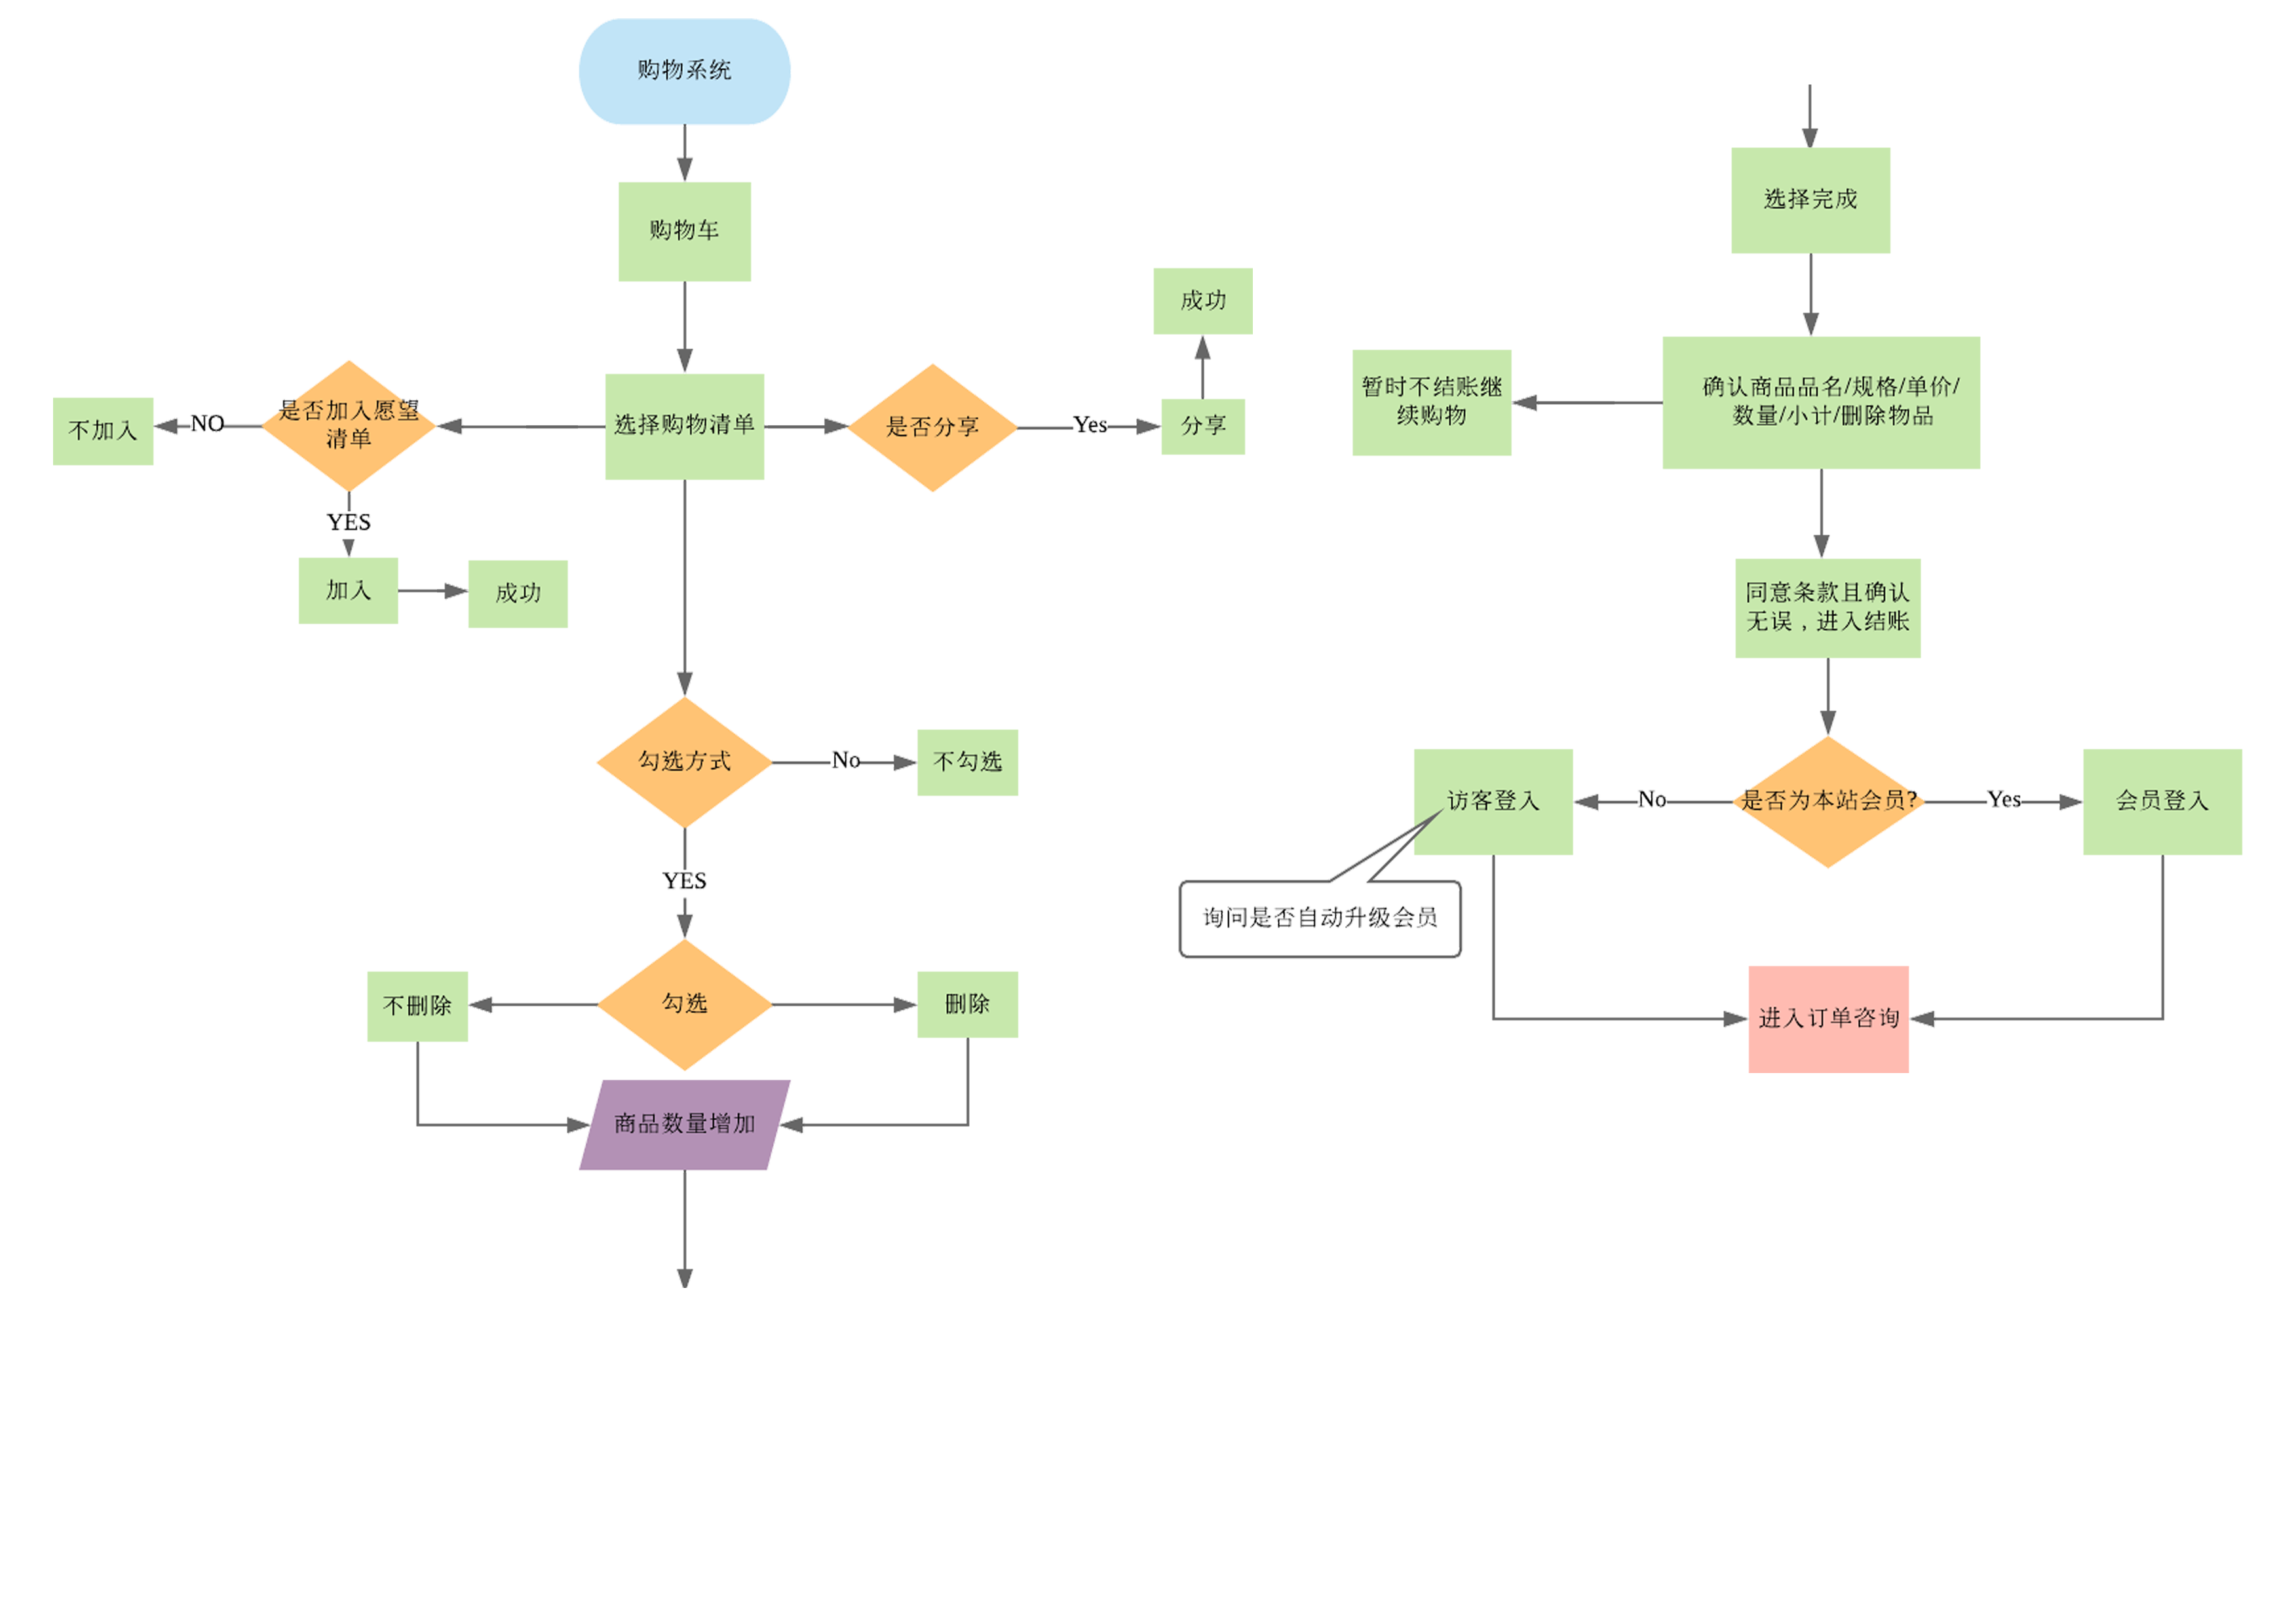 购物系统
购物车
选择购物清单
是否加入愿望
清单
NO
不加入
YES
加入
成功
是否分享
Yes
分享
成功
勾选方式
No
不勾选
YES
勾选
不删除
删除
商品数量增加
选择完成
确认商品品名/规格/单价/
数量/小计/删除物品
暂时不结账继
续购物
同意条款且确认
无误，进入结账
是否为本站会员?
No
访客登入
询问是否自动升级会员
Yes
会员登入
进入订单咨询